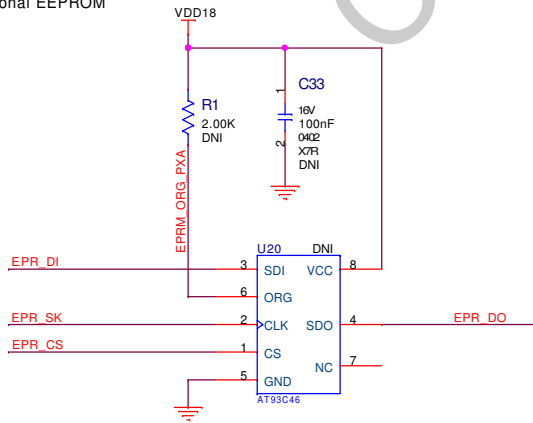 onal EEPROM
VDD18
R1
2.00K
DNI
1
C33
16V
100nF
0402
X7R
DNI
2
EPRM_ORG_PXA
U20 DNI
EPR_DI 3 SDI VCC 8
6 ORG
EPR_SK 2 CLK SDO 4 EPR_DO
EPR_CS 1 CS
NC 7
5 GND
AT93C46